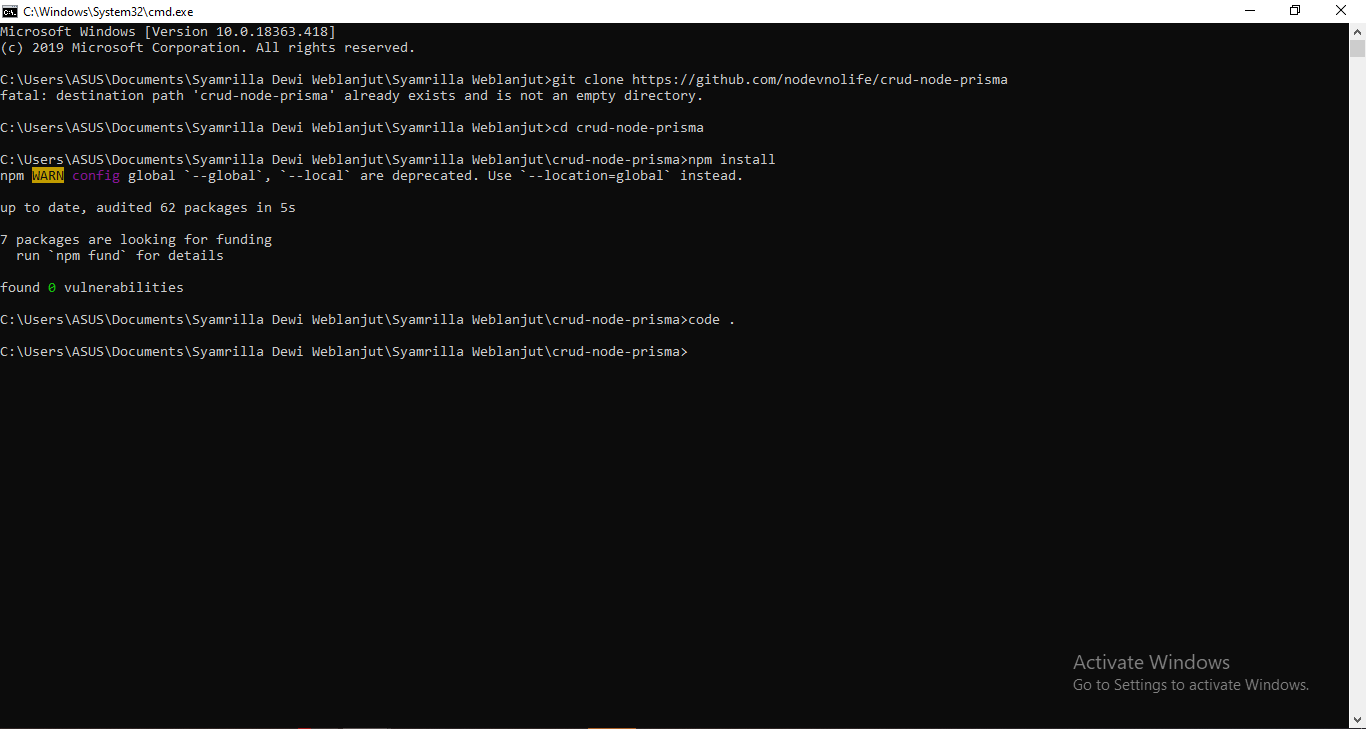 C:\Windows\System32\cmd.exe
Microsoft Windows [Version 10.0.18363.418]
(c) 2019 Microsoft Corporation. All rights reserved.
C:\Users\ASUS\Documents\Syamrilla Dewi Weblanjut\Syamrilla Weblanjut>git clone https://github.com/nodevnolife/crud-node-prisma
fatal: destination path 'crud-node-prisma' already exists and is not an empty directory.
C:\Users\ASUS\Documents\Syamrilla Dewi Weblanjut\Syamrilla Weblanjut>cd crud-node-prisma
C:\Users\ASUS\Documents\Syamrilla Dewi Weblanjut\Syamrilla Weblanjut\crud-node-prisma>npm install
npm WARN config global `--global`, `--local` are deprecated. Use `--location=global` instead.
up to date, audited 62 packages in 5s
7 packages are looking for funding
  run `npm fund` for details
found 0 vulnerabilities
C:\Users\ASUS\Documents\Syamrilla Dewi Weblanjut\Syamrilla Weblanjut\crud-node-prisma>code .
C:\Users\ASUS\Documents\Syamrilla Dewi Weblanjut\Syamrilla Weblanjut\crud-node-prisma>
Activate Windows
Go to Settings to activate Windows.